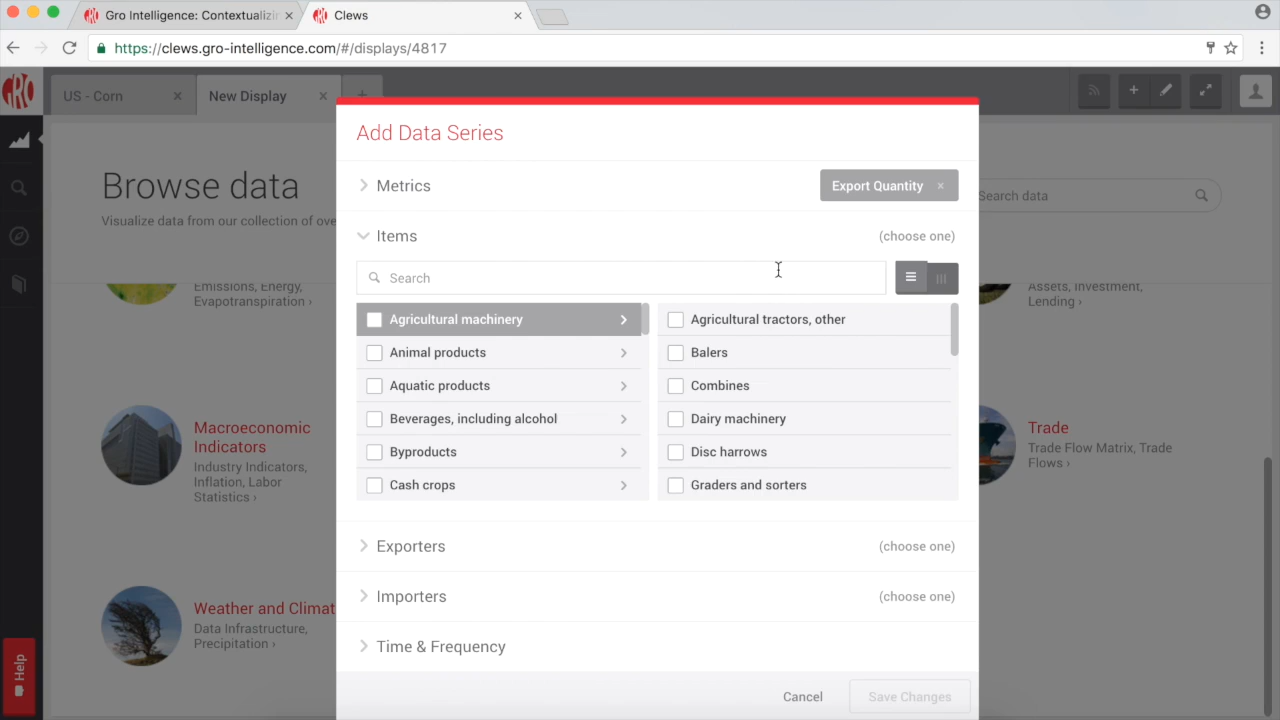 Gro Intelligence: Contextualizin
Clews
https://clews.gro-intelligence.com/#/displays/4817
GRO
US - Corn
New Display
Add Data Series
Browse data
Visualize data from our collection of ove
Search data
Metrics
Export Quantity
Items
(choose one)
Search
Emissions, Energy,
Evapotranspiration ›
Assets, Investment,
Lending ›
Agricultural machinery
Agricultural tractors, other
Animal products
Balers
Aquatic products
Combines
Beverages, including alcohol
Dairy machinery
Byproducts
Disc harrows
Cash crops
Graders and sorters
Macroeconomic
Indicators
Industry Indicators,
Inflation, Labor
Statistics ›
Trade
Trade Flow Matrix, Trade
Flows ›
Exporters
(choose one)
Importers
(choose one)
Weather and Climat
Data Infrastructure,
Precipitation ›
Time & Frequency
Help
Cancel
Save Changes